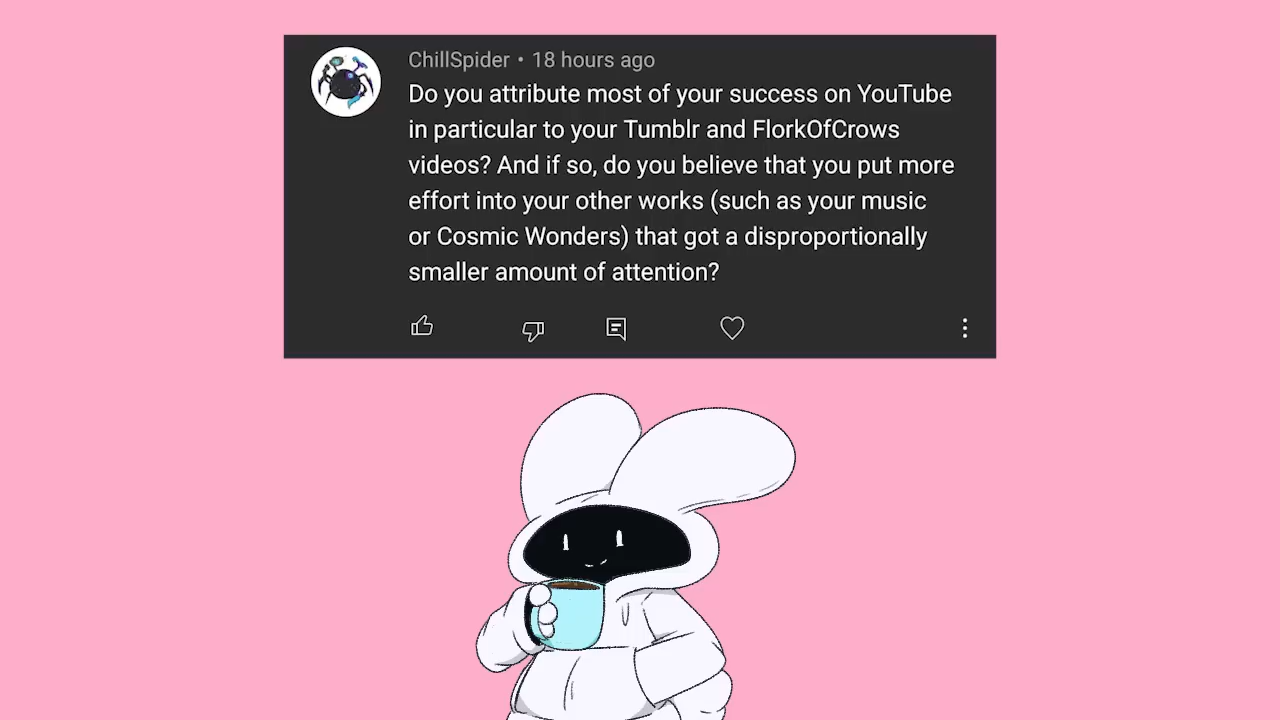 ChillSpider • 18 hours ago
Do you attribute most of your success on YouTube
in particular to your Tumblr and FlorkOfCrows
videos? And if so, do you believe that you put more
effort into your other works (such as your music
or Cosmic Wonders) that got a disproportionally
smaller amount of attention?